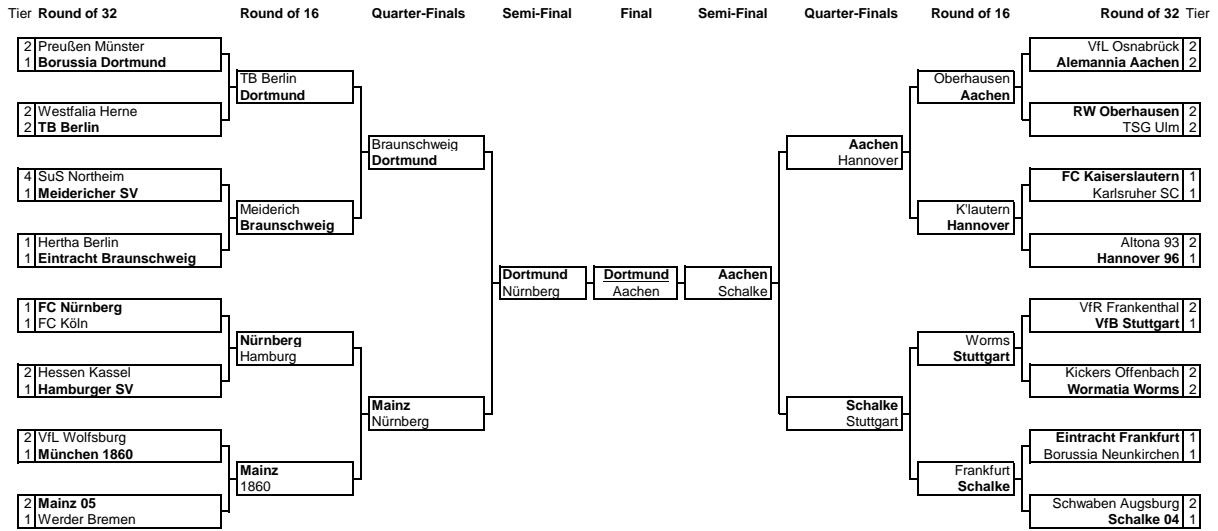 Tier Round of 32 Round of 16 Quarter-Finals Semi-Final Final Semi-Final Quarter-Finals Round of 16 Round of 32 Tier
2 Preußen Münster
1 Borussia Dortmund
2 Westfalia Herne
2 TB Berlin
4 SuS Northeim
1 Meidericher SV
1 Hertha Berlin
1 Eintracht Braunschweig
1 FC Nürnberg
1 FC Köln
2 Hessen Kassel
1 Hamburger SV
2 VfL Wolfsburg
1 München 1860
2 Mainz 05
1 Werder Bremen
TB Berlin
Dortmund
Meiderich
Braunschweig
Nürnberg
Hamburg
Mainz
1860
Braunschweig
Dortmund
Mainz
Nürnberg
Dortmund
Nürnberg
Dortmund
Aachen
Aachen
Schalke
Aachen
Hannover
Schalke
Stuttgart
Oberhausen
Aachen
K'lautern
Hannover
Worms
Stuttgart
Frankfurt
Schalke
VfL Osnabrück 2
Alemannia Aachen 2
RW Oberhausen 2
TSG Ulm 2
FC Kaiserslautern 1
Karlsruher SC 1
Altona 93 2
Hannover 96 1
VfR Frankenthal 2
VfB Stuttgart 1
Kickers Offenbach 2
Wormatia Worms 2
Eintracht Frankfurt 1
Borussia Neunkirchen 1
Schwaben Augsburg 2
Schalke 04 1